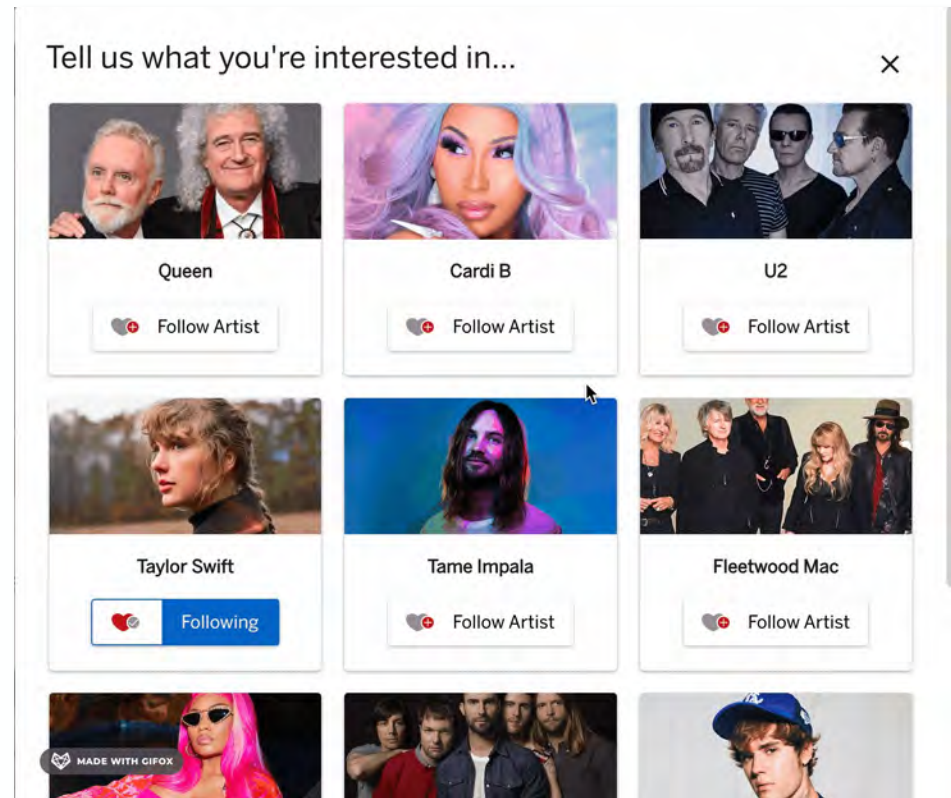 Tell us what you're interested in...
Queen
Cardi B
U2
Follow Artist
Follow Artist
Follow Artist
Taylor Swift
Tame Impala
Fleetwood Mac
Following
Follow Artist
Follow Artist
MADE WITH GIFOX